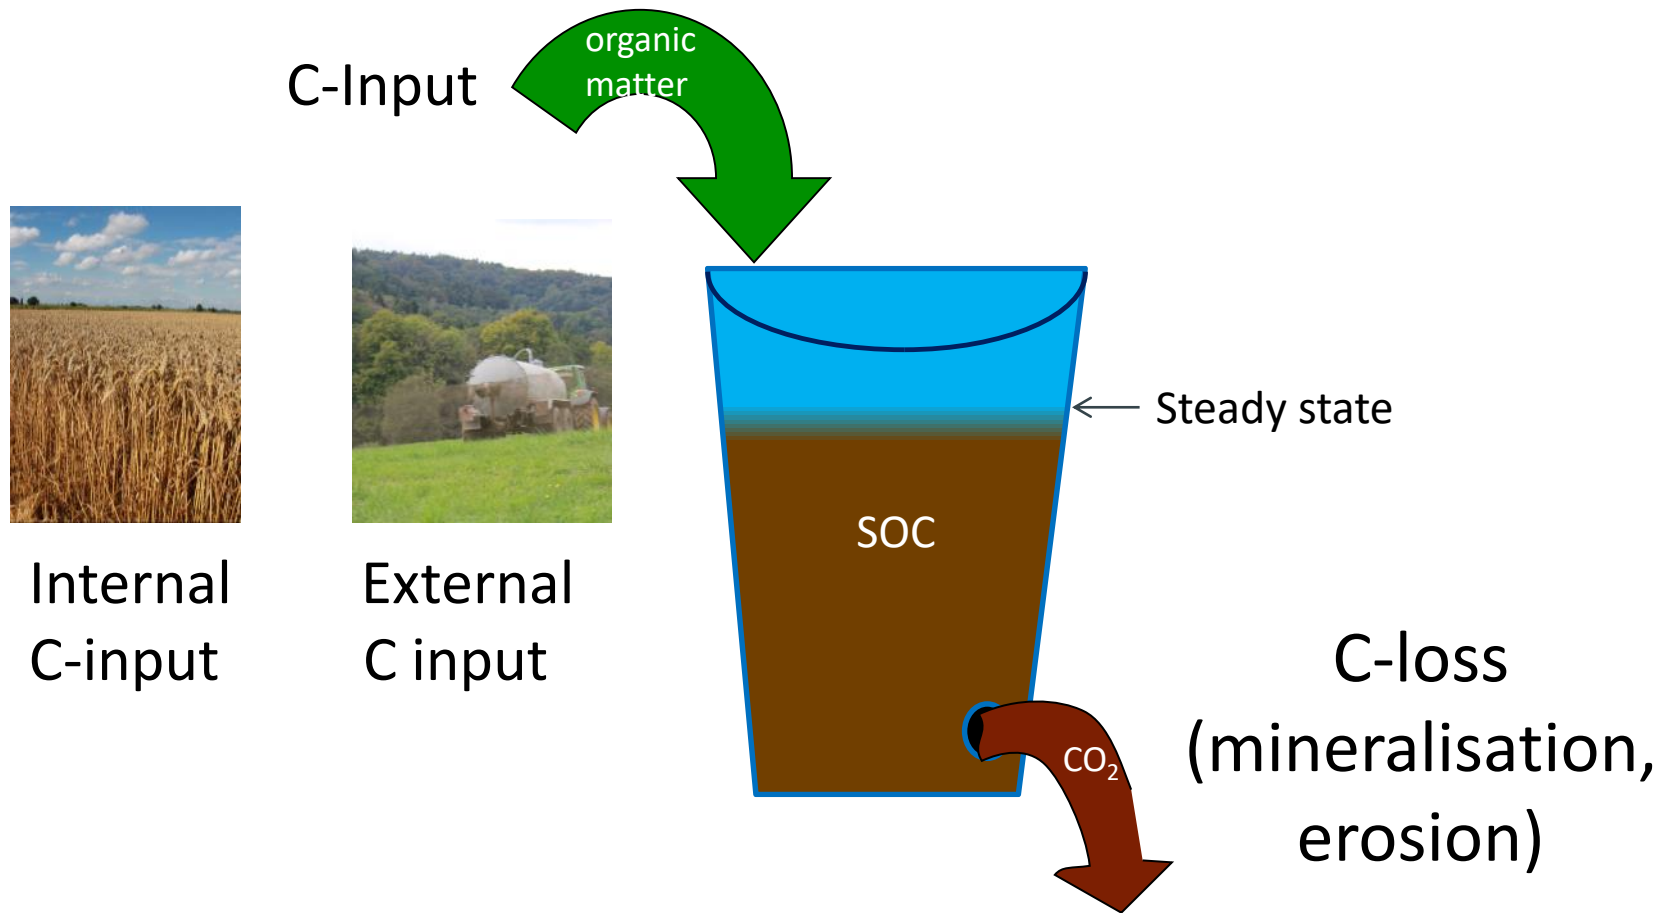 C-Input
organic
matter
Steady state
SOC
Internal
C-input
External
C input
C-loss
(mineralisation,
erosion)
CO₂